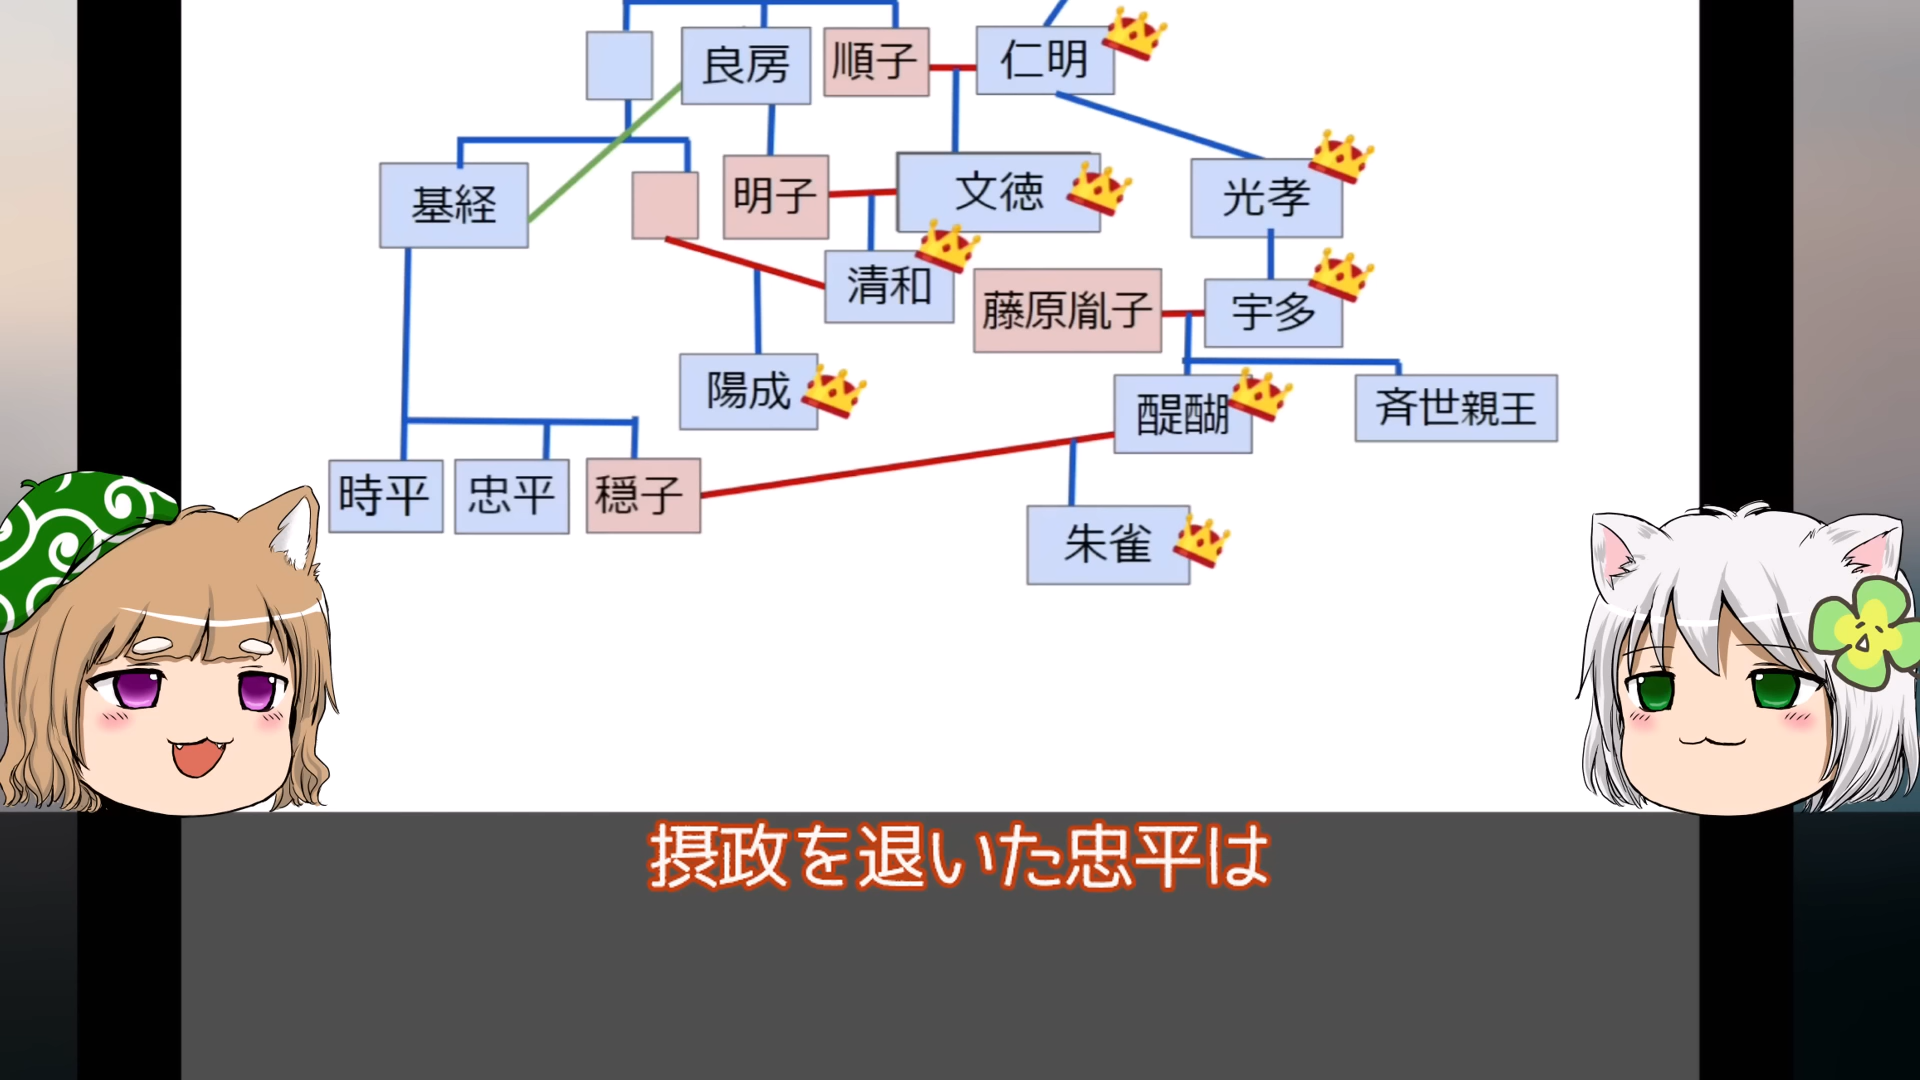 良房
順子
仁明
基経
明子
文徳
光孝
清和
藤原胤子
宇多
陽成
醍醐
斉世親王
時平
忠平
穏子
朱雀
摂政を退いた忠平は